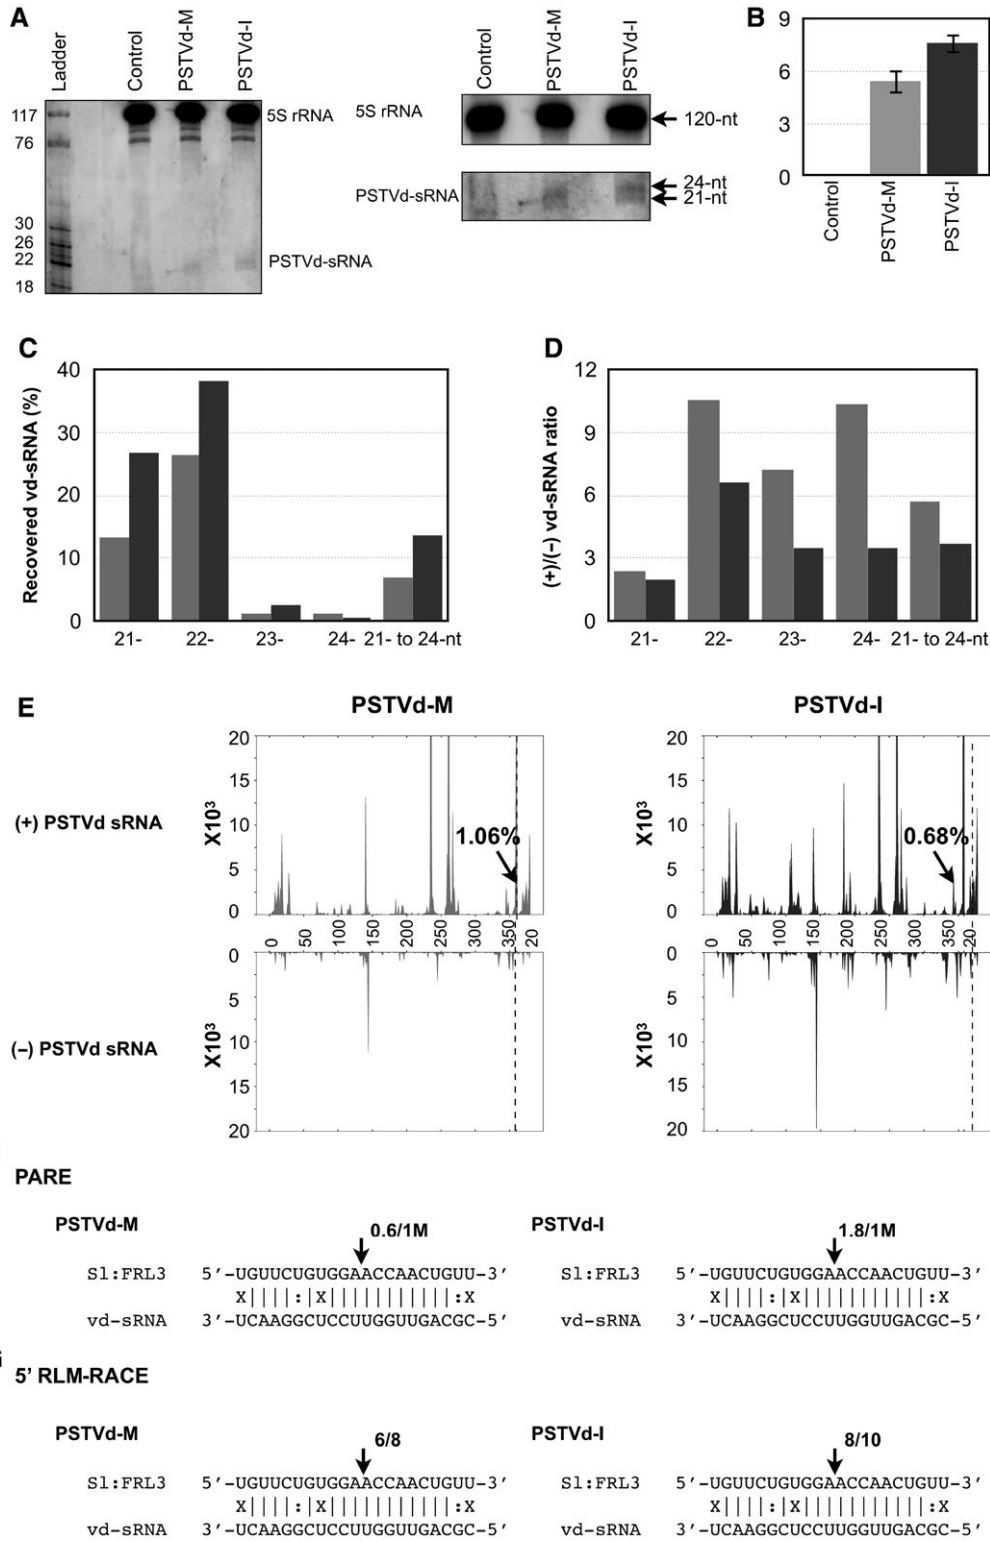 A
Ladder
Control
PSTVd-M
PSTVd-I
117
76
30
26
22
18
5S rRNA
PSTVd-sRNA
Control
PSTVd-M
PSTVd-I
5S rRNA
120-nt
PSTVd-sRNA
24-nt
21-nt
B
9
6
3
0
Control
PSTVd-M
PSTVd-I
C
Recovered vd-sRNA (%)
40
30
20
10
0
21- 22- 23- 24- 21- to 24-nt
D
(+)/(−) vd-sRNA ratio
12
9
6
3
0
21- 22- 23- 24- 21- to 24-nt
E
PSTVd-M
PSTVd-I
(+) PSTVd sRNA
X10³
20
15
10
5
0
1.06%
0 50 100 150 200 250 300 350 20
X10³
20
15
10
5
0
0.68%
0 50 100 150 200 250 300 350 20
(−) PSTVd sRNA
X10³
0
5
10
15
20
X10³
0
5
10
15
20
PARE
PSTVd-M
0.6/1M
Sl:FRL3 5′-UGUUCUGUGGAACCAACUGUU-3′
X||||:|X|||||||||||:X
vd-sRNA 3′-UCAAGGCUCCUUGGUUGACGC-5′
PSTVd-I
1.8/1M
Sl:FRL3 5′-UGUUCUGUGGAACCAACUGUU-3′
X||||:|X|||||||||||:X
vd-sRNA 3′-UCAAGGCUCCUUGGUUGACGC-5′
5′ RLM-RACE
PSTVd-M
6/8
Sl:FRL3 5′-UGUUCUGUGGAACCAACUGUU-3′
X||||:|X|||||||||||:X
vd-sRNA 3′-UCAAGGCUCCUUGGUUGACGC-5′
PSTVd-I
8/10
Sl:FRL3 5′-UGUUCUGUGGAACCAACUGUU-3′
X||||:|X|||||||||||:X
vd-sRNA 3′-UCAAGGCUCCUUGGUUGACGC-5′